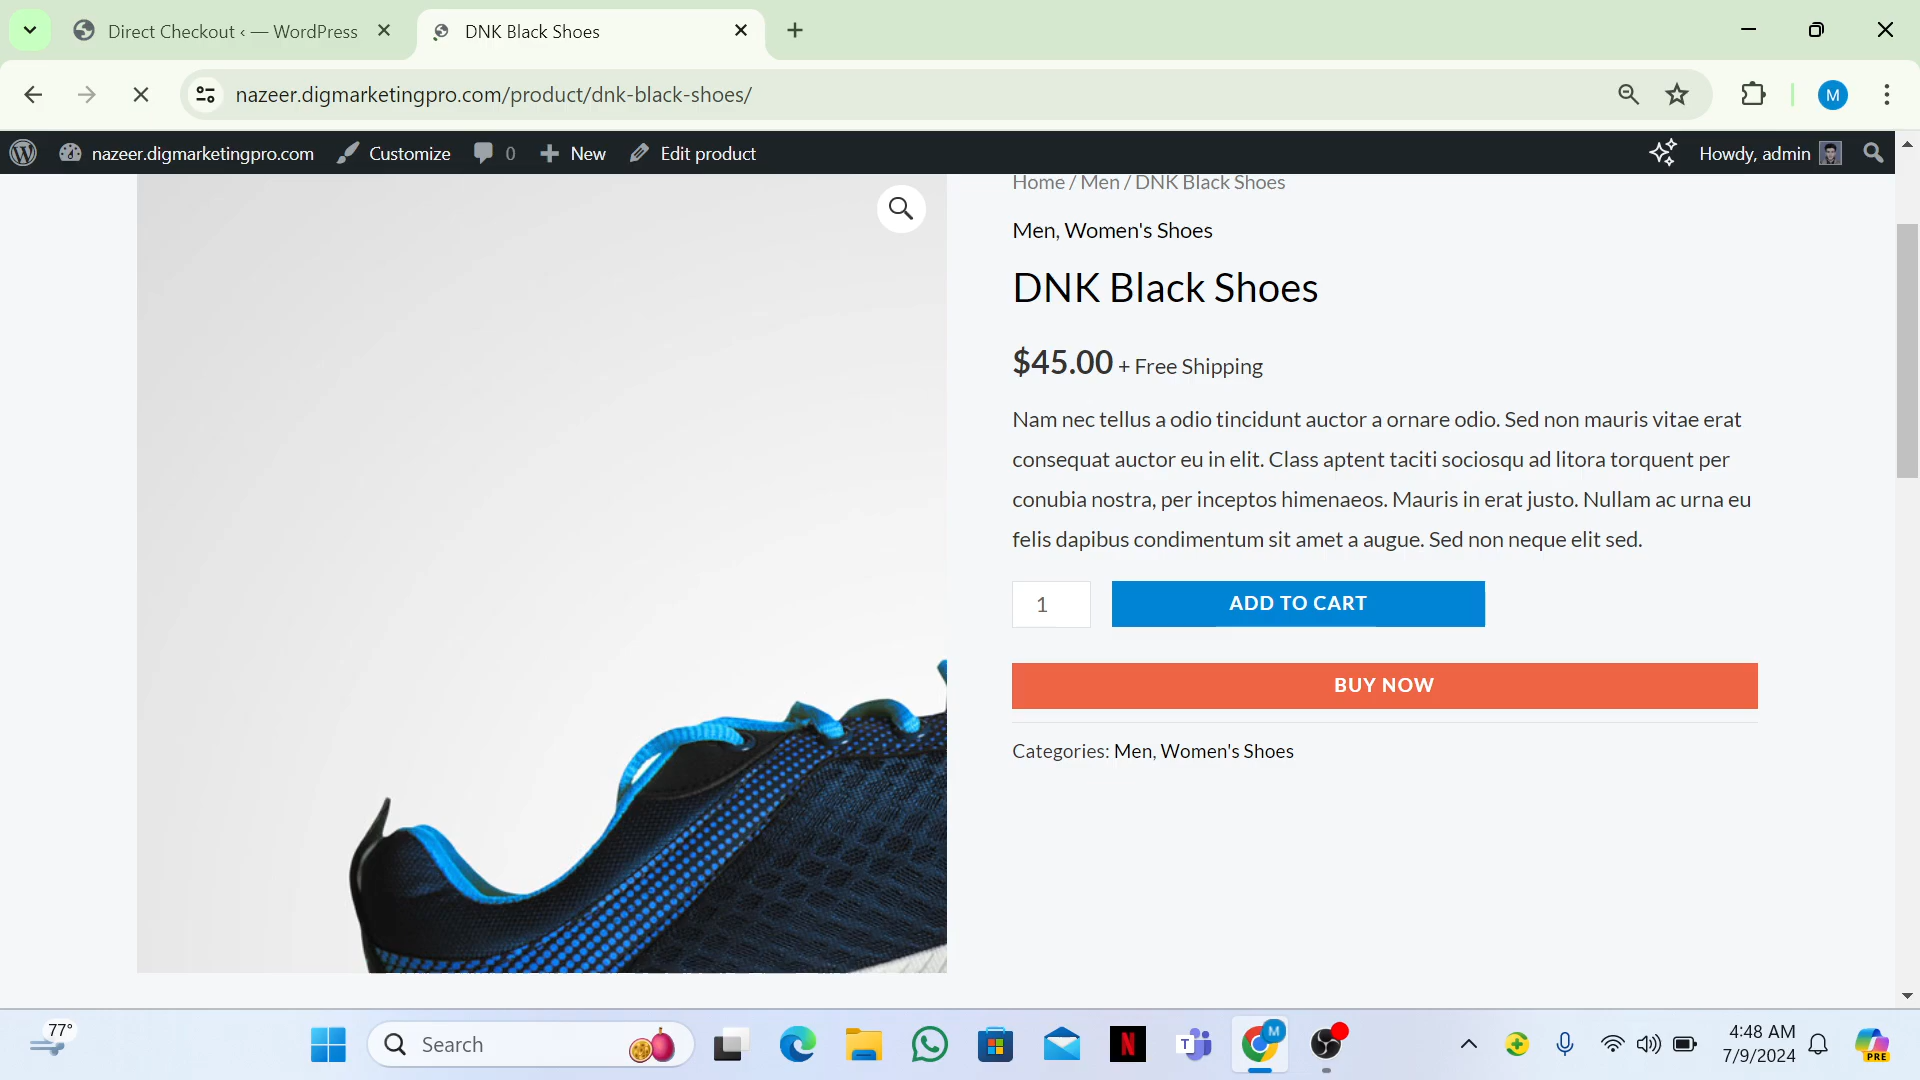 Direct Checkout ‹ — WordPress
DNK Black Shoes
nazeer.digmarketingpro.com/product/dnk-black-shoes/
M
nazeer.digmarketingpro.com
Customize
0
New
Edit product
Howdy, admin
Home / Men / DNK Black Shoes
Men, Women's Shoes
DNK Black Shoes
$45.00 + Free Shipping
Nam nec tellus a odio tincidunt auctor a ornare odio. Sed non mauris vitae erat
consequat auctor eu in elit. Class aptent taciti sociosqu ad litora torquent per
conubia nostra, per inceptos himenaeos. Mauris in erat justo. Nullam ac urna eu
felis dapibus condimentum sit amet a augue. Sed non neque elit sed.
1
ADD TO CART
BUY NOW
Categories: Men, Women's Shoes
77°
Search
N
T
M
4:48 AM
7/9/2024
PRE